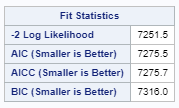 Fit Statistics
-2 Log Likelihood 7251.5
AIC (Smaller is Better) 7275.5
AICC (Smaller is Better) 7275.7
BIC (Smaller is Better) 7316.0